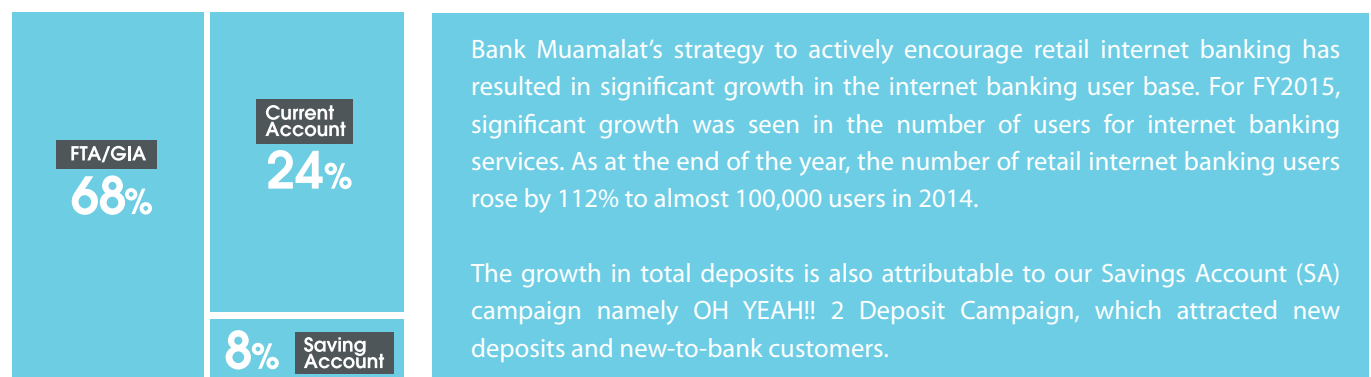 FTA/GIA
68%
Current
Account
24%
8%
Saving
Account
Bank Muamalat’s strategy to actively encourage retail internet banking has
resulted in significant growth in the internet banking user base. For FY2015,
significant growth was seen in the number of users for internet banking
services. As at the end of the year, the number of retail internet banking users
rose by 112% to almost 100,000 users in 2014.
The growth in total deposits is also attributable to our Savings Account (SA)
campaign namely OH YEAH!! 2 Deposit Campaign, which attracted new
deposits and new-to-bank customers.